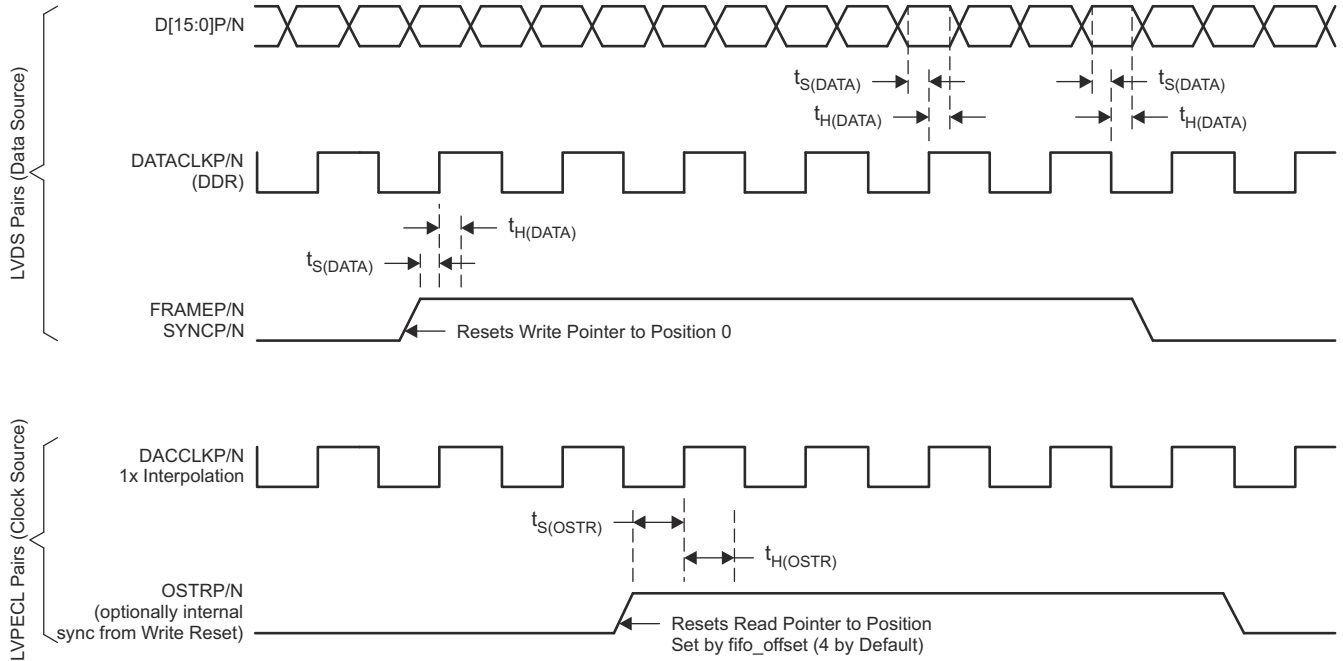 LVDS Pairs (Data Source)
D[15:0]P/N
tS(DATA)
tH(DATA)
tS(DATA)
tH(DATA)
DATACLKP/N
(DDR)
tH(DATA)
tS(DATA)
FRAMEP/N
SYNCP/N
Resets Write Pointer to Position 0
LVPECL Pairs (Clock Source)
DACCLKP/N
1x Interpolation
tS(OSTR)
tH(OSTR)
OSTRP/N
(optionally internal
sync from Write Reset)
Resets Read Pointer to Position
Set by fifo_offset (4 by Default)